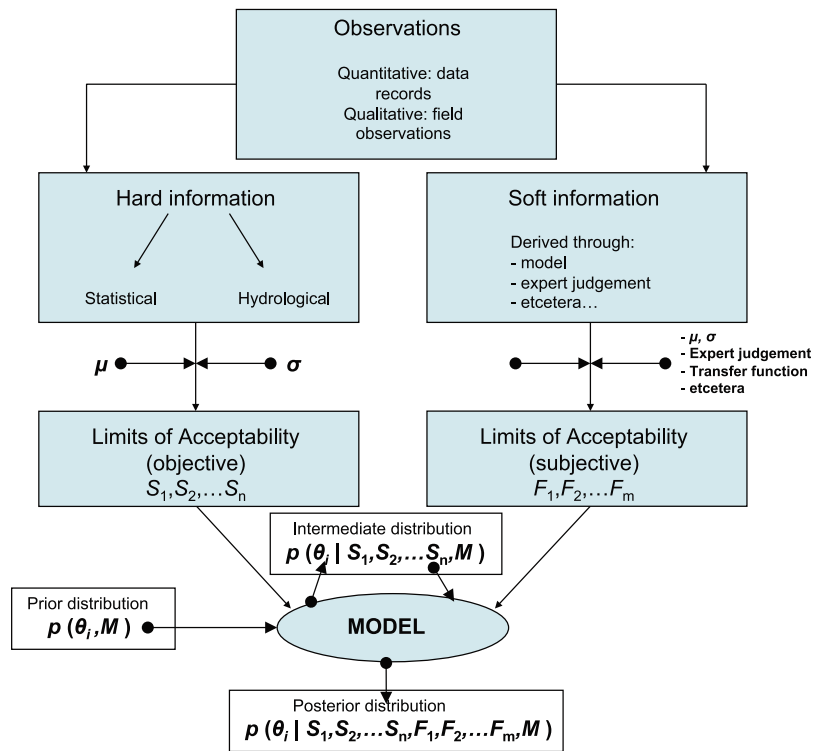 Observations
Quantitative: data
records
Qualitative: field
observations
Hard information
Statistical
Hydrological
Soft information
Derived through:
- model
- expert judgement
- etcetera…
μ
σ
- μ, σ
- Expert judgement
- Transfer function
- etcetera
Limits of Acceptability
(objective)
S₁,S₂,…Sₙ
Limits of Acceptability
(subjective)
F₁,F₂,…Fₘ
Intermediate distribution
p (θᵢ | S₁,S₂,…Sₙ,M )
Prior distribution
p (θᵢ,M )
MODEL
Posterior distribution
p (θᵢ | S₁,S₂,…Sₙ,F₁,F₂,…Fₘ,M )